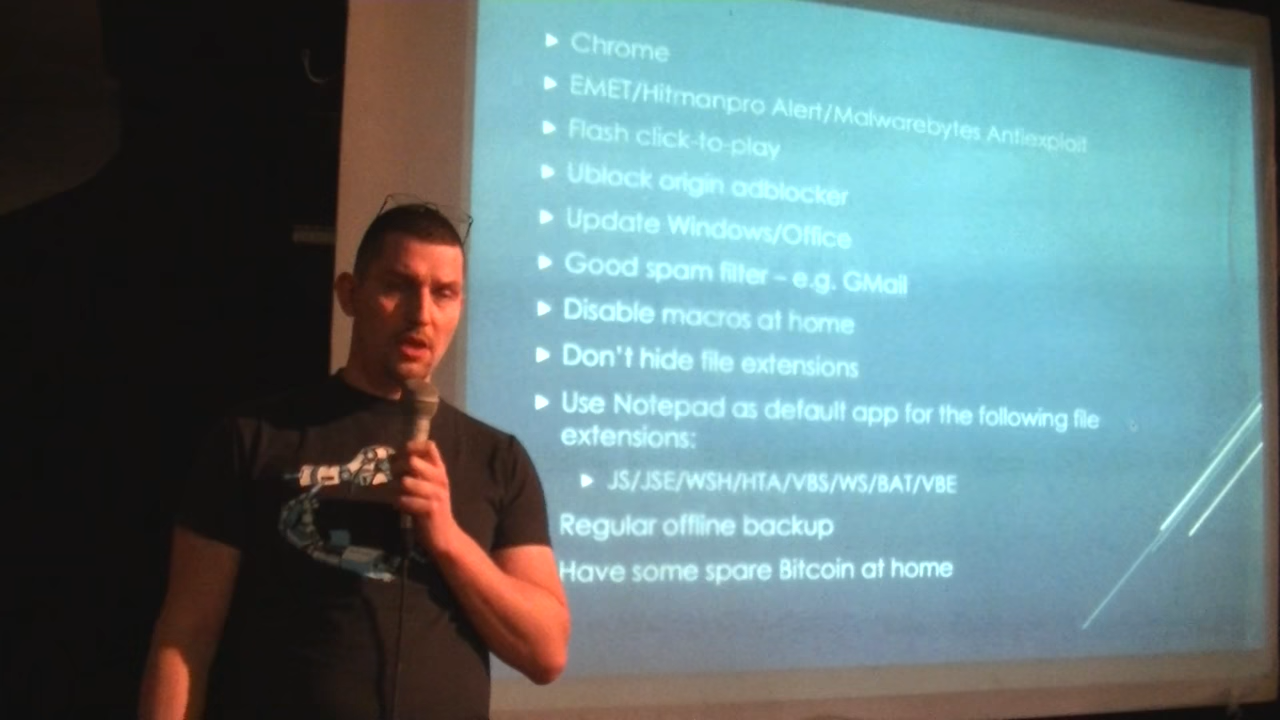 Chrome
EMET/Hitmanpro Alert/Malwarebytes Antiexploit
Flash click-to-play
Ublock origin adblocker
Update Windows/Office
Good spam filter – e.g. GMail
Disable macros at home
Don't hide file extensions
Use Notepad as default app for the following file
extensions:
JS/JSE/WSH/HTA/VBS/WS/BAT/VBE
Regular offline backup
Have some spare Bitcoin at home